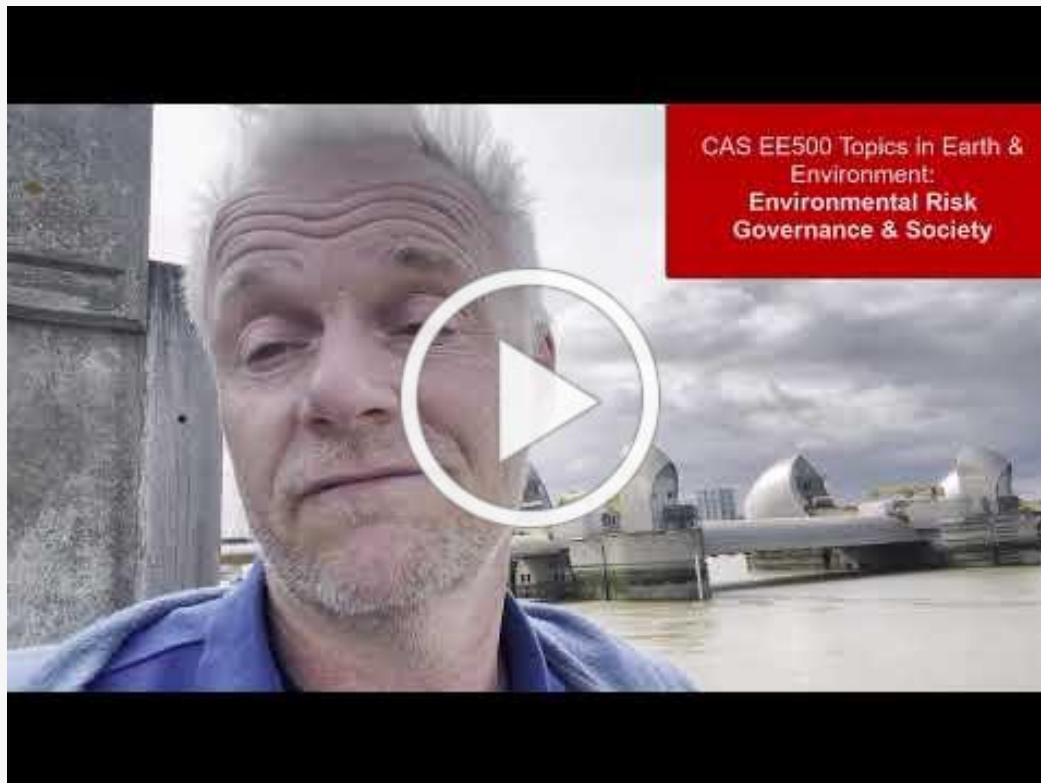 CAS EE500 Topics in Earth &
Environment:
Environmental Risk
Governance & Society